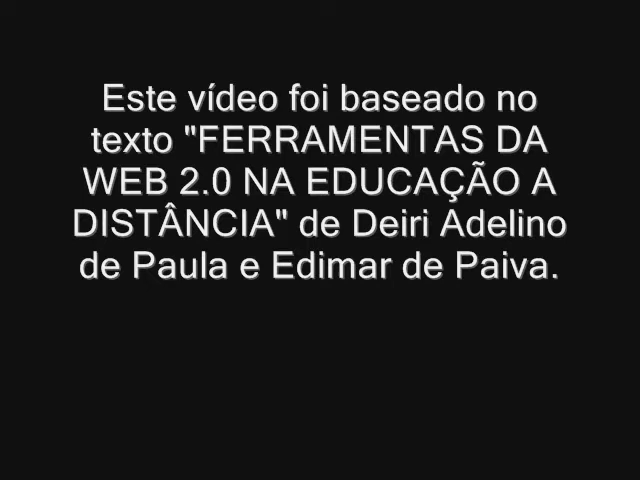 Este vídeo foi baseado no
texto "FERRAMENTAS DA
WEB 2.0 NA EDUCAÇÃO A
DISTÂNCIA" de Deiri Adelino
de Paula e Edimar de Paiva.